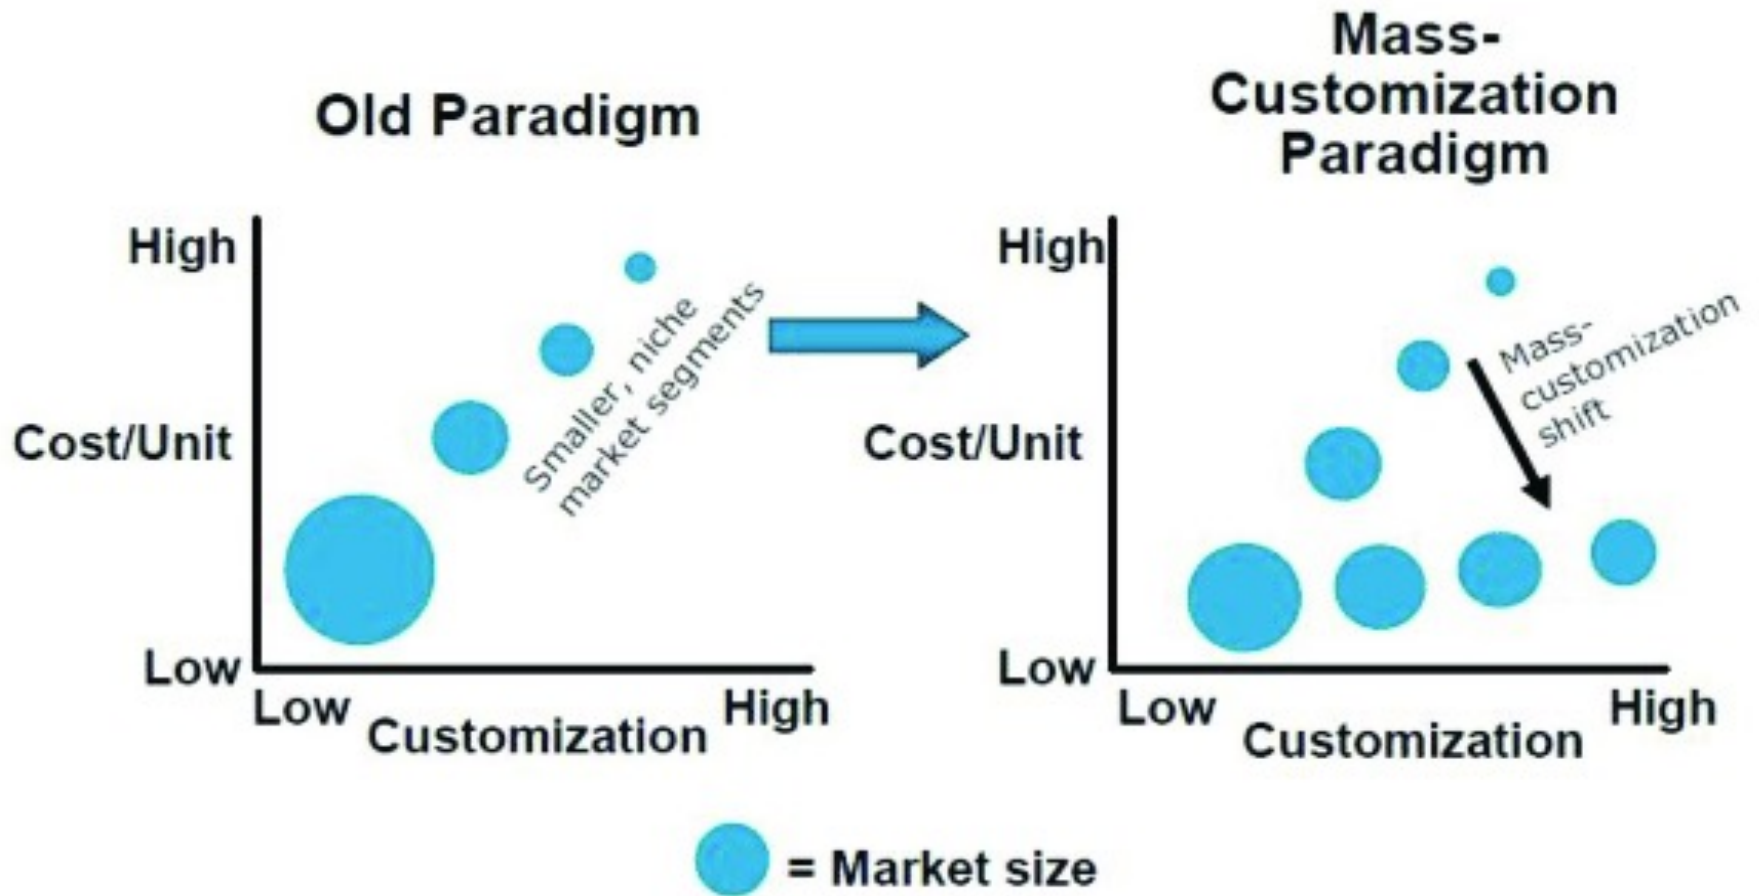 Old Paradigm
High
Cost/Unit
Low
Low
Customization
High
Smaller, niche
market segments
Mass-
Customization
Paradigm
High
Cost/Unit
Low
Low
Customization
High
Mass-
customization
shift
= Market size